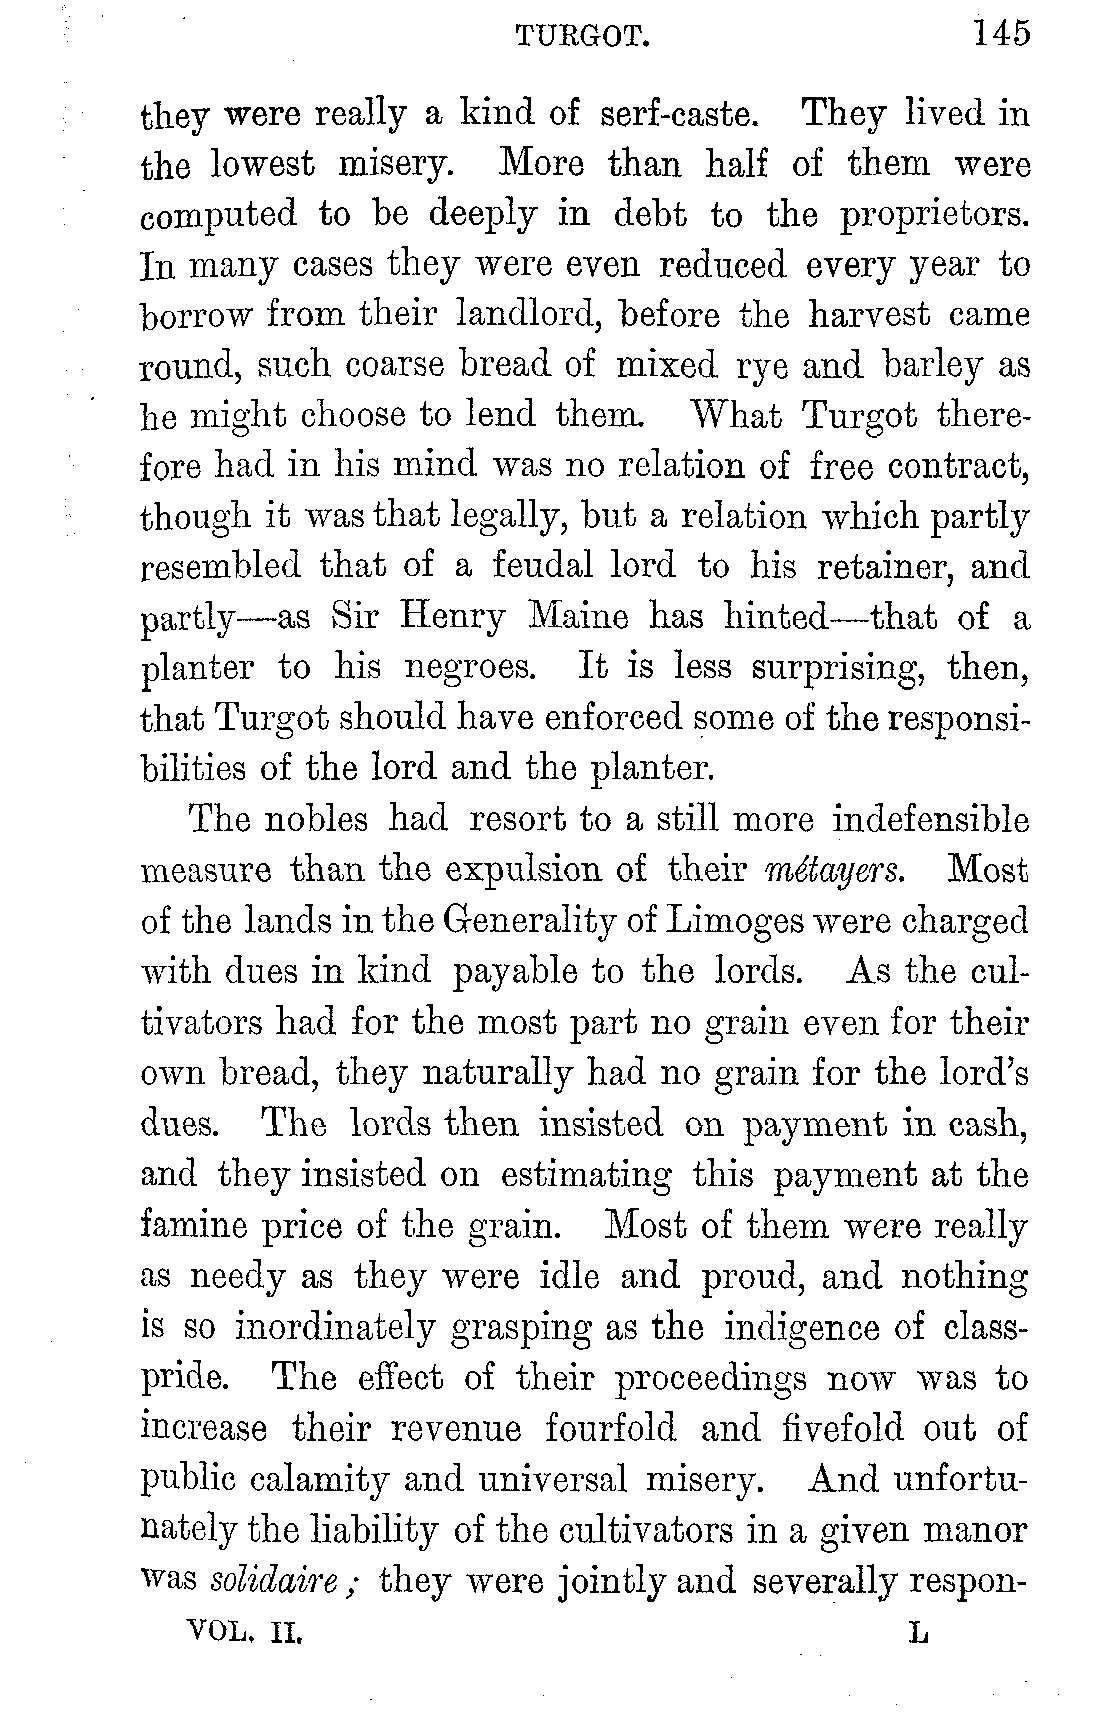 TURGOT. 145
they were really a kind of serf-caste. They lived in
the lowest misery. More than half of them were
computed to be deeply in debt to the proprietors.
In many cases they were even reduced every year to
borrow from their landlord, before the harvest came
round, such coarse bread of mixed rye and barley as
he might choose to lend them. What Turgot there-
fore had in his mind was no relation of free contract,
though it was that legally, but a relation which partly
resembled that of a feudal lord to his retainer, and
partly—as Sir Henry Maine has hinted—that of a
planter to his negroes. It is less surprising, then,
that Turgot should have enforced some of the responsi-
bilities of the lord and the planter.
The nobles had resort to a still more indefensible
measure than the expulsion of their métayers. Most
of the lands in the Generality of Limoges were charged
with dues in kind payable to the lords. As the cul-
tivators had for the most part no grain even for their
own bread, they naturally had no grain for the lord's
dues. The lords then insisted on payment in cash,
and they insisted on estimating this payment at the
famine price of the grain. Most of them were really
as needy as they were idle and proud, and nothing
is so inordinately grasping as the indigence of class-
pride. The effect of their proceedings now was to
increase their revenue fourfold and fivefold out of
public calamity and universal misery. And unfortu-
nately the liability of the cultivators in a given manor
was solidaire; they were jointly and severally respon-
VOL. II. L